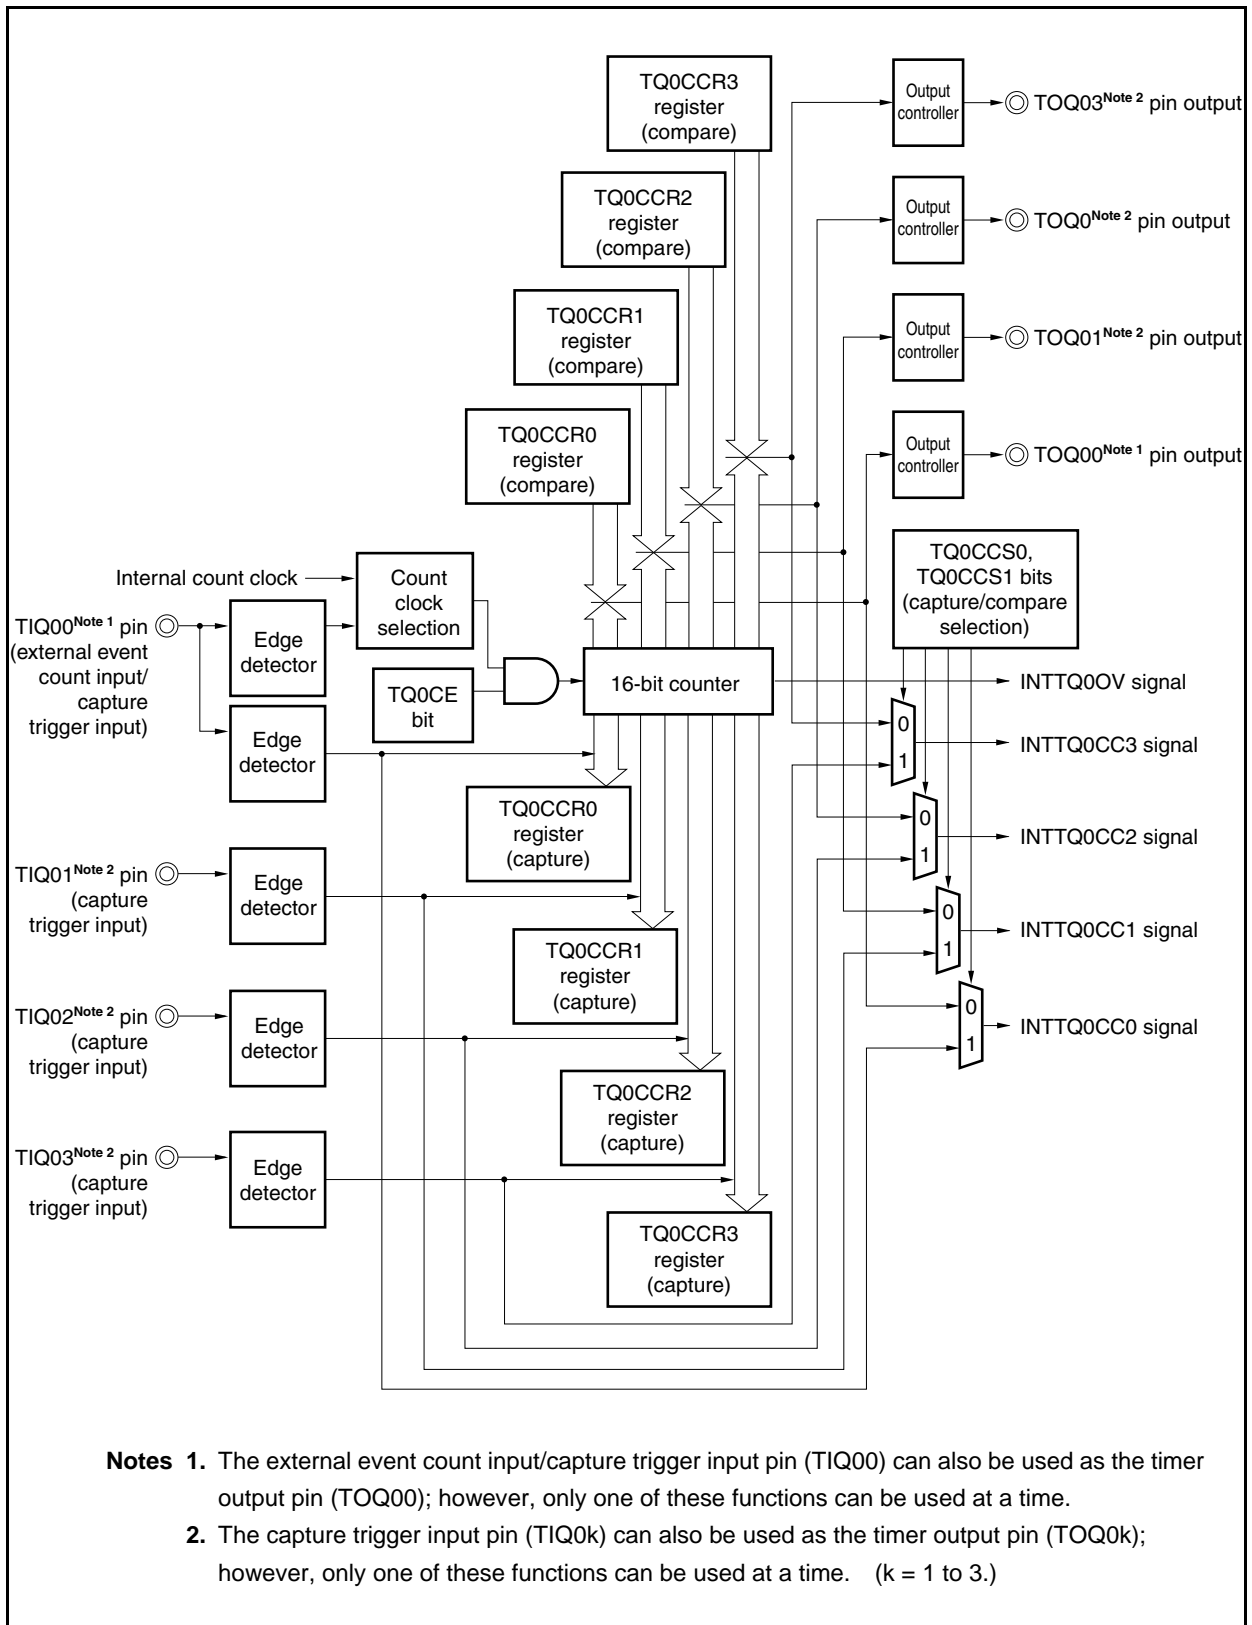 TQ0CCR3
register
(compare)
Output
controller
TOQ03Note 2 pin output
TQ0CCR2
register
(compare)
Output
controller
TOQ0Note 2 pin output
TQ0CCR1
register
(compare)
Output
controller
TOQ01Note 2 pin output
TQ0CCR0
register
(compare)
Output
controller
TOQ00Note 1 pin output
Internal count clock
Count
clock
selection
TQ0CCS0,
TQ0CCS1 bits
(capture/compare
selection)
TIQ00Note 1 pin
(external event
count input/
capture
trigger input)
Edge
detector
TQ0CE
bit
16-bit counter
INTTQ0OV signal
Edge
detector
0
1
INTTQ0CC3 signal
TQ0CCR0
register
(capture)
0
1
INTTQ0CC2 signal
TIQ01Note 2 pin
(capture
trigger input)
Edge
detector
TQ0CCR1
register
(capture)
0
1
INTTQ0CC1 signal
TIQ02Note 2 pin
(capture
trigger input)
Edge
detector
0
1
INTTQ0CC0 signal
TQ0CCR2
register
(capture)
TIQ03Note 2 pin
(capture
trigger input)
Edge
detector
TQ0CCR3
register
(capture)
Notes 1. The external event count input/capture trigger input pin (TIQ00) can also be used as the timer
output pin (TOQ00); however, only one of these functions can be used at a time.
2. The capture trigger input pin (TIQ0k) can also be used as the timer output pin (TOQ0k);
however, only one of these functions can be used at a time. (k = 1 to 3.)